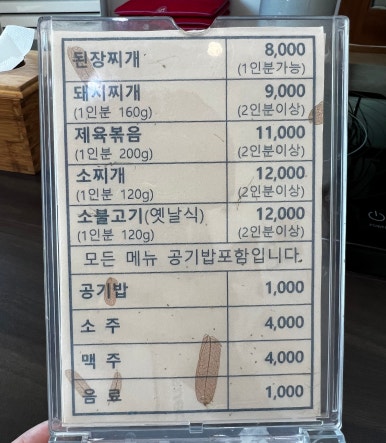 된장찌개 8,000
(1인분가능)
돼지찌개 9,000
(1인분 160g) (2인분이상)
제육볶음 11,000
(1인분 200g) (2인분이상)
소찌개 12,000
(1인분 120g) (2인분이상)
소불고기(옛날식) 12,000
(1인분 120g) (2인분이상)
모든 메뉴 공기밥포함입니다.
공기밥 1,000
소 주 4,000
맥 주 4,000
음 료 1,000